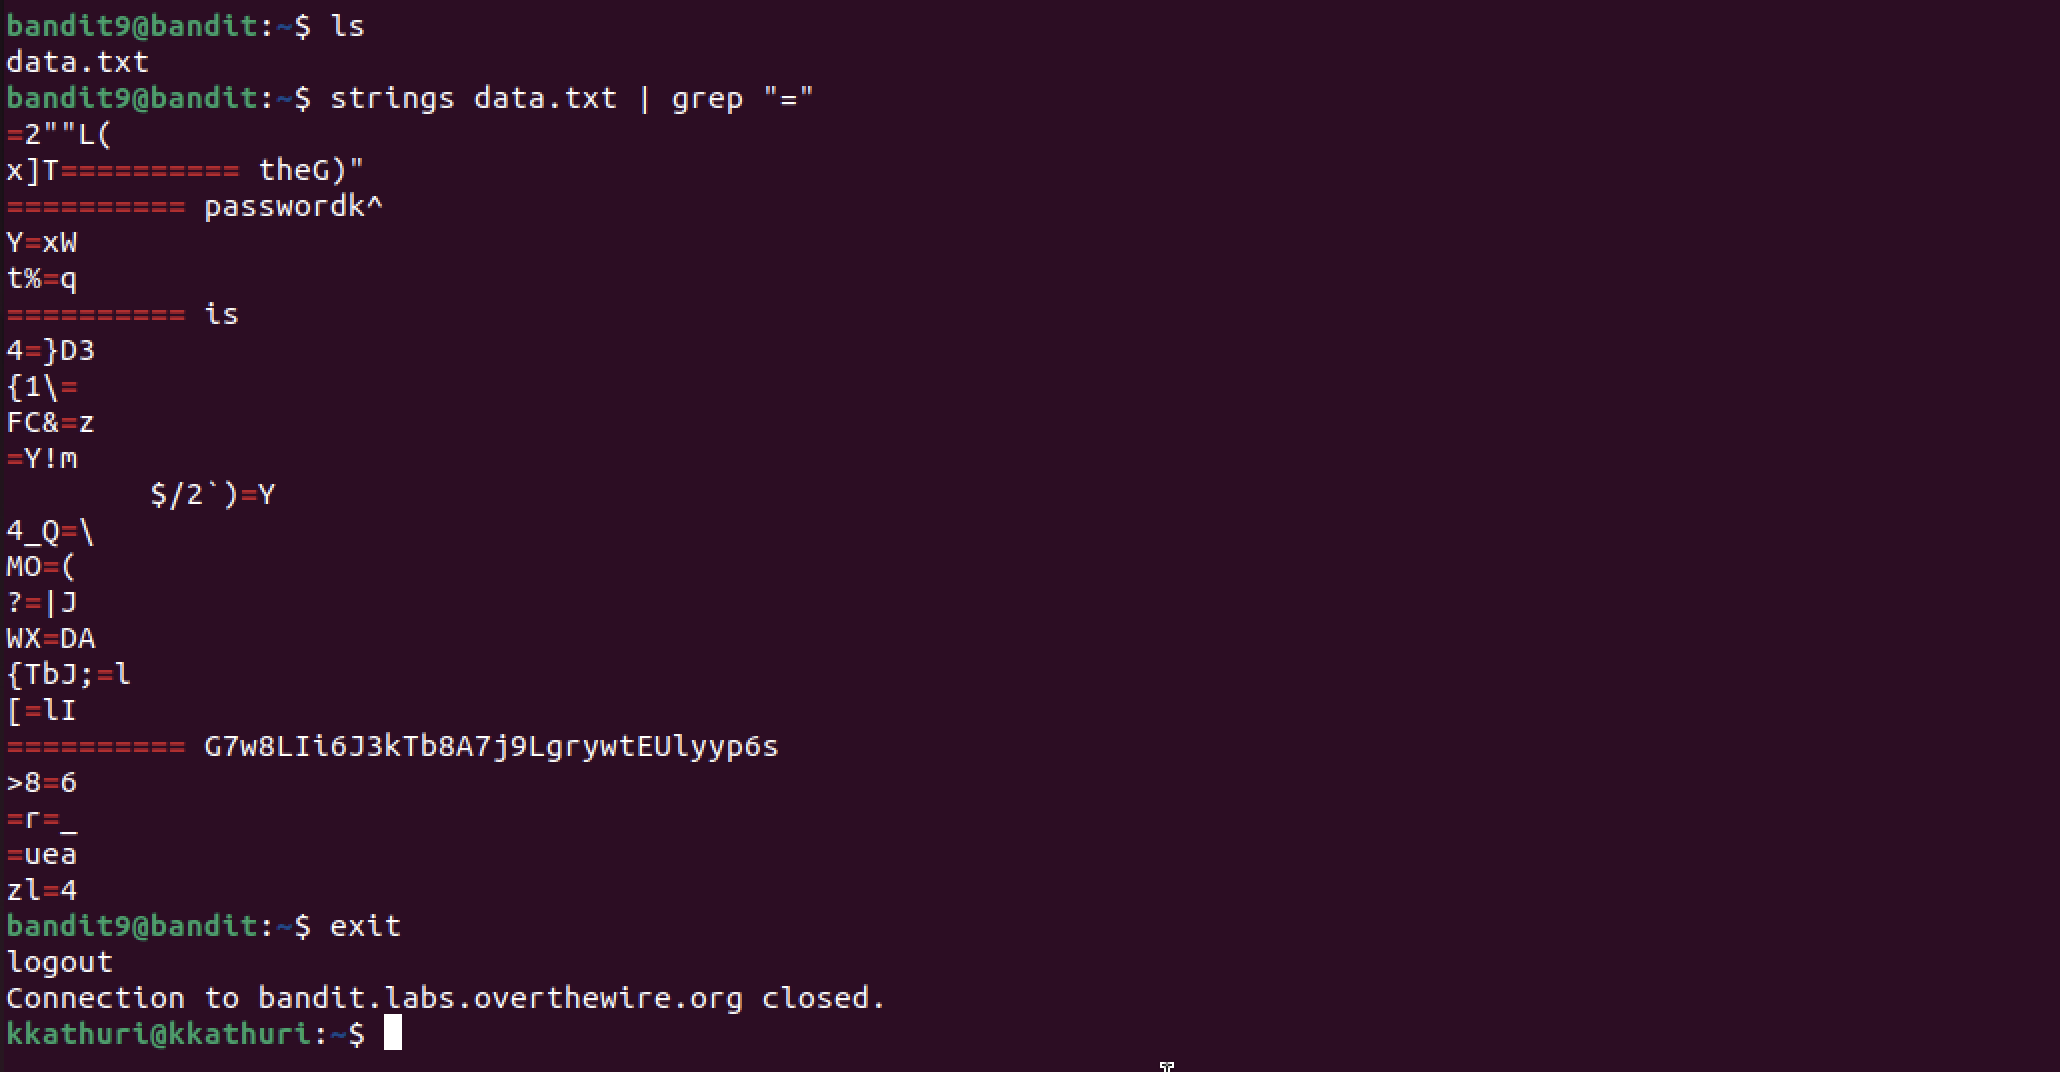 bandit9@bandit:~$ ls
data.txt
bandit9@bandit:~$ strings data.txt | grep "="
=2""L(
x]T========== theG)"
========== passwordk^
Y=xW
t%=q
========== is
4=}D3
{1\=
FC&=z
=Y!m
        $/2`)=Y
4_Q=\
MO=(
?=|J
WX=DA
{TbJ;=l
[=lI
========== G7w8LIi6J3kTb8A7j9LgrywtEUlyyp6s
>8=6
=r=_
=uea
zl=4
bandit9@bandit:~$ exit
logout
Connection to bandit.labs.overthewire.org closed.
kkathuri@kkathuri:~$